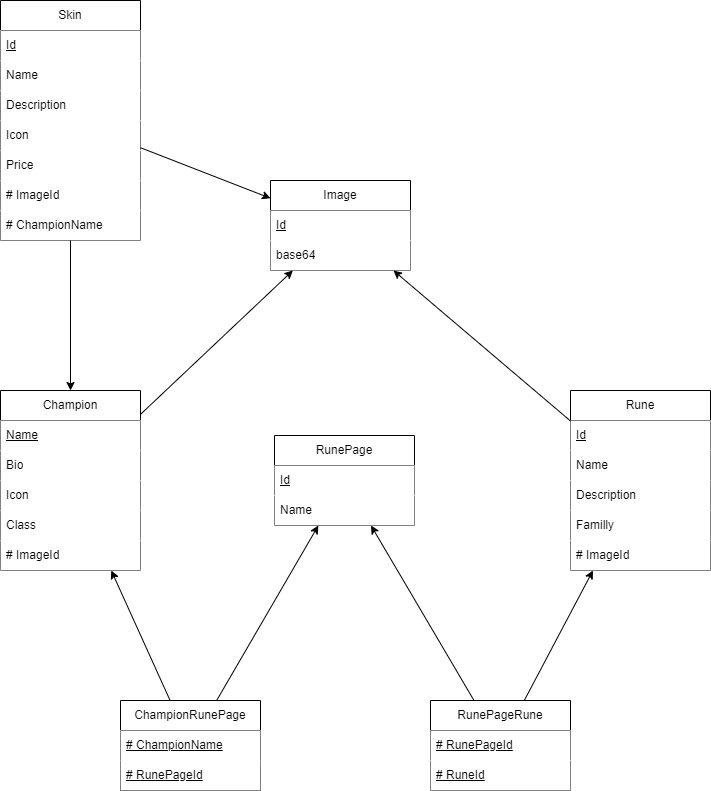 Skin
Id
Name
Description
Icon
Price
# ImageId
# ChampionName
Image
Id
base64
Champion
Name
Bio
Icon
Class
# ImageId
RunePage
Id
Name
Rune
Id
Name
Description
Familly
# ImageId
ChampionRunePage
# ChampionName
# RunePageId
RunePageRune
# RunePageId
# RuneId